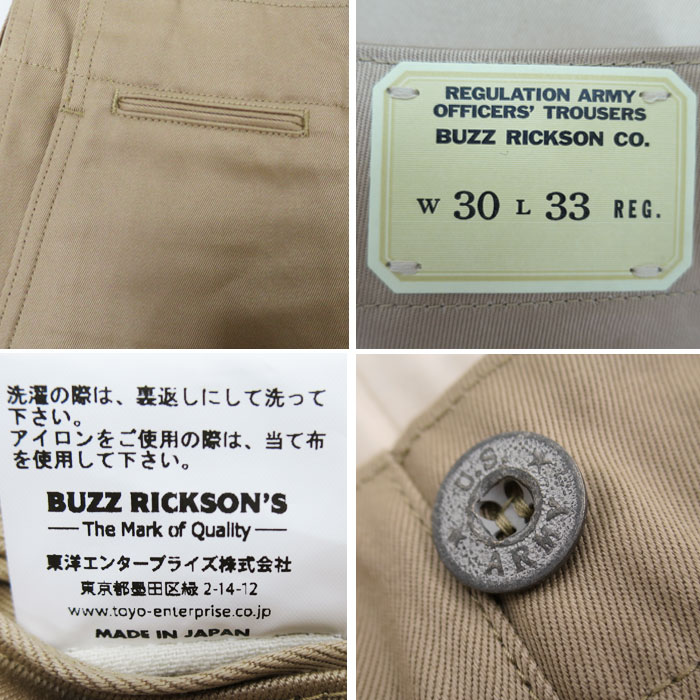 REGULATION ARMY
OFFICERS' TROUSERS
BUZZ RICKSON CO.
W 30 L 33 REG.
洗濯の際は、裏返しにして洗って
下さい。
アイロンをご使用の際は、当て布
を使用して下さい。
BUZZ RICKSON'S
The Mark of Quality
東洋エンタープライズ株式会社
東京都墨田区緑 2-14-12
www.toyo-enterprise.co.jp
MADE IN JAPAN
U.S.
ARMY